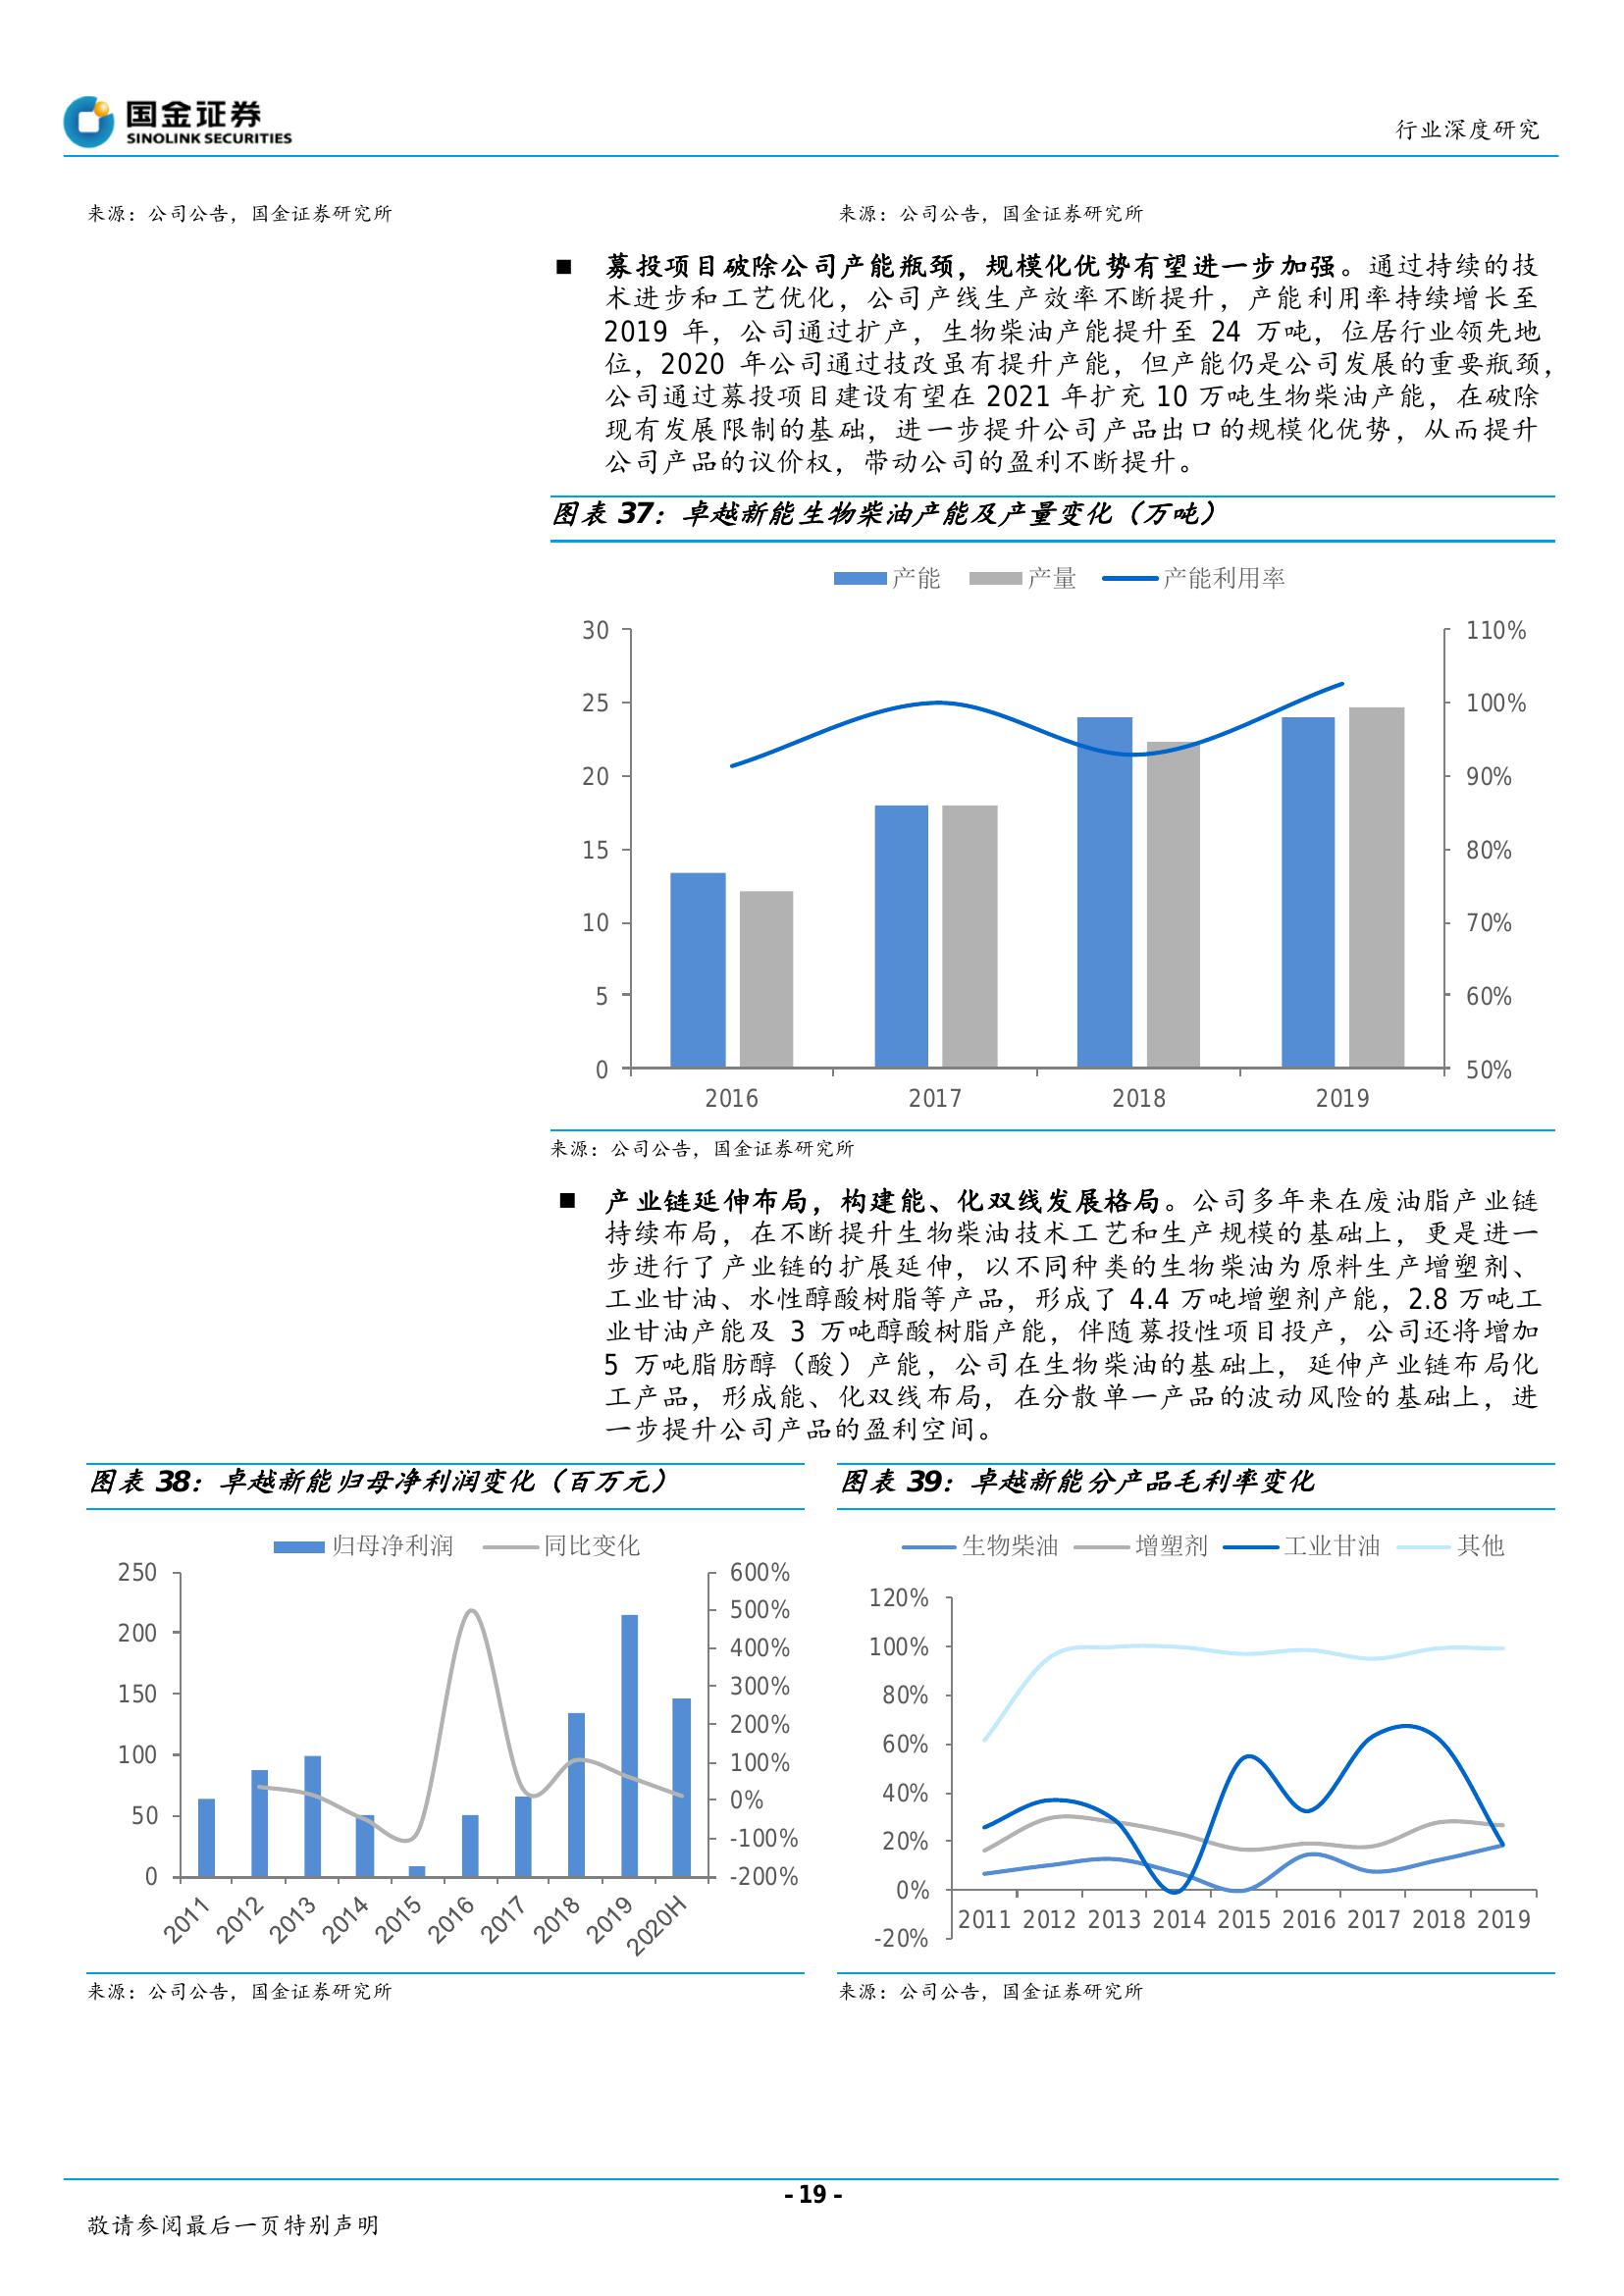 国金证券
SINOLINK SECURITIES
行业深度研究
来源：公司公告，国金证券研究所
来源：公司公告，国金证券研究所
■ 募投项目破除公司产能瓶颈，规模化优势有望进一步加强。通过持续的技
术进步和工艺优化，公司产线生产效率不断提升，产能利用率持续增长至
2019 年，公司通过扩产，生物柴油产能提升至 24 万吨，位居行业领先地
位，2020 年公司通过技改虽有提升产能，但产能仍是公司发展的重要瓶颈，
公司通过募投项目建设有望在 2021 年扩充 10 万吨生物柴油产能，在破除
现有发展限制的基础，进一步提升公司产品出口的规模化优势，从而提升
公司产品的议价权，带动公司的盈利不断提升。
图表 37：卓越新能生物柴油产能及产量变化（万吨）
产能 产量 产能利用率
30 110%
25 100%
20 90%
15 80%
10 70%
5 60%
0 50%
2016 2017 2018 2019
来源：公司公告，国金证券研究所
■ 产业链延伸布局，构建能、化双线发展格局。公司多年来在废油脂产业链
持续布局，在不断提升生物柴油技术工艺和生产规模的基础上，更是进一
步进行了产业链的扩展延伸，以不同种类的生物柴油为原料生产增塑剂、
工业甘油、水性醇酸树脂等产品，形成了 4.4 万吨增塑剂产能，2.8 万吨工
业甘油产能及 3 万吨醇酸树脂产能，伴随募投性项目投产，公司还将增加
5 万吨脂肪醇（酸）产能，公司在生物柴油的基础上，延伸产业链布局化
工产品，形成能、化双线布局，在分散单一产品的波动风险的基础上，进
一步提升公司产品的盈利空间。
图表 38：卓越新能归母净利润变化（百万元）
归母净利润 同比变化
250 600%
500%
200
400%
150 300%
200%
100
100%
50 0%
-100%
0 -200%
2011 2012 2013 2014 2015 2016 2017 2018 2019 2020H
来源：公司公告，国金证券研究所
图表 39：卓越新能分产品毛利率变化
生物柴油 增塑剂 工业甘油 其他
120%
100%
80%
60%
40%
20%
0%
-20%
2011 2012 2013 2014 2015 2016 2017 2018 2019
来源：公司公告，国金证券研究所
- 19 -
敬请参阅最后一页特别声明